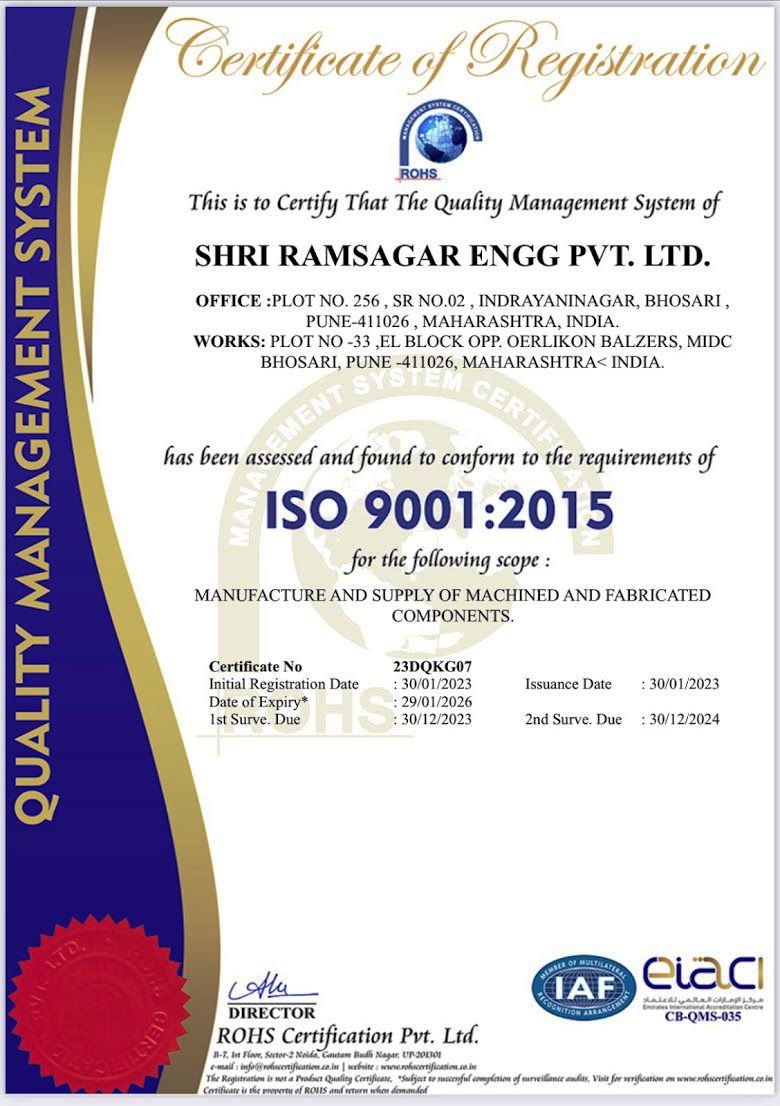 Certificate of Registration
MANAGEMENT SYSTEM CERTIFICATION
ROHS
This is to Certify That The Quality Management System of
SHRI RAMSAGAR ENGG PVT. LTD.
OFFICE :PLOT NO. 256 , SR NO.02 , INDRAYANINAGAR, BHOSARI ,
PUNE-411026 , MAHARASHTRA, INDIA.
WORKS: PLOT NO -33 ,EL BLOCK OPP. OERLIKON BALZERS, MIDC
BHOSARI, PUNE -411026, MAHARASHTRA< INDIA.
MANAGEMENT SYSTEM CERTIFICATION
has been assessed and found to conform to the requirements of
ISO 9001:2015
for the following scope :
MANUFACTURE AND SUPPLY OF MACHINED AND FABRICATED
COMPONENTS.
Certificate No 23DQKG07
Initial Registration Date : 30/01/2023 Issuance Date : 30/01/2023
Date of Expiry* : 29/01/2026
1st Surve. Due : 30/12/2023 2nd Surve. Due : 30/12/2024
ROHS
QUALITY MANAGEMENT SYSTEM
DIRECTOR
ROHS Certification Pvt. Ltd.
B-7, 1st Floor, Sector-2 Noida, Gautam Budh Nagar, UP-201301
e-mail : info@rohscertification.co.in | website : www.rohscertification.co.in
The Registration is not a Product Quality Certificate, *Subject to successful completion of surveillance audits, Visit for verification on www.rohscertification.co.in
Certificate is the property of ROHS and return when demanded
MEMBER OF MULTILATERAL
IAF
RECOGNITION ARRANGEMENT
eiaci
مركز الإمارات العالمي للاعتماد
Emirates International Accreditation Centre
CB-QMS-035